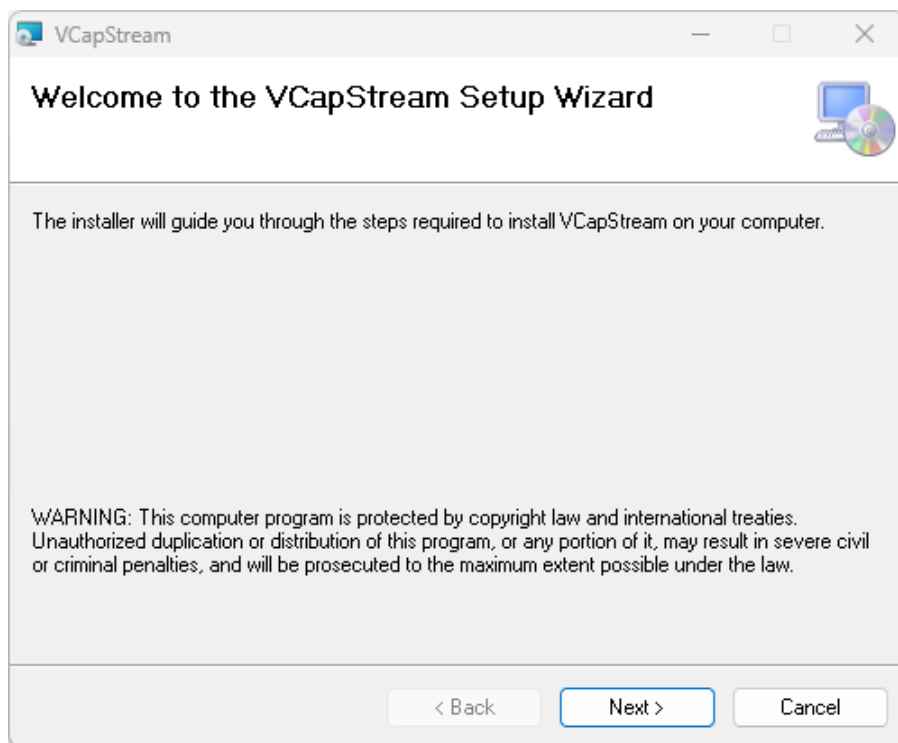 VCapStream
Welcome to the VCapStream Setup Wizard
The installer will guide you through the steps required to install VCapStream on your computer.
WARNING: This computer program is protected by copyright law and international treaties.
Unauthorized duplication or distribution of this program, or any portion of it, may result in severe civil
or criminal penalties, and will be prosecuted to the maximum extent possible under the law.
< Back
Next >
Cancel